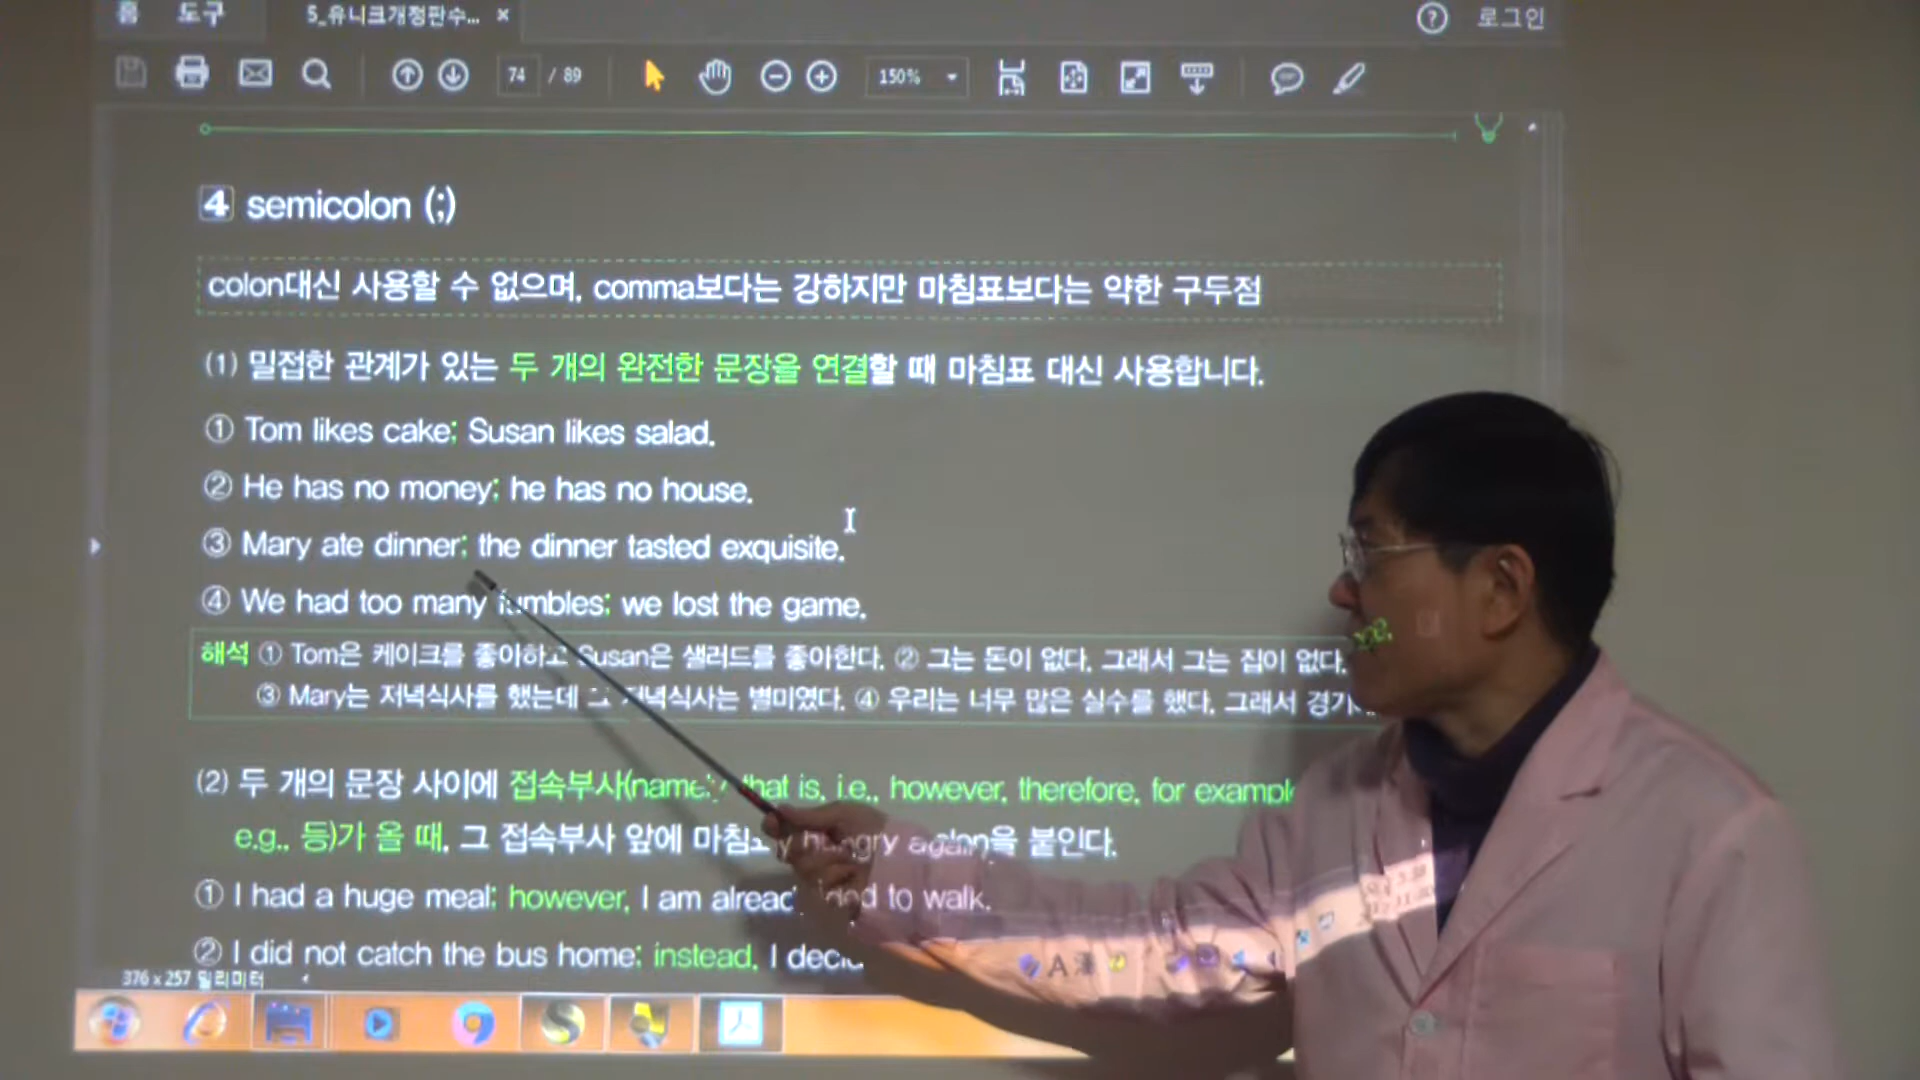 홈 도구 5_유니크개정판수... × ? 로그인
74 / 89 150%
4 semicolon (;)
colon대신 사용할 수 없으며, comma보다는 강하지만 마침표보다는 약한 구두점
(1) 밀접한 관계가 있는 두 개의 완전한 문장을 연결할 때 마침표 대신 사용합니다.
① Tom likes cake; Susan likes salad.
② He has no money; he has no house.
③ Mary ate dinner; the dinner tasted exquisite.
④ We had too many fumbles; we lost the game.
해석 ① Tom은 케이크를 좋아하고 Susan은 샐러드를 좋아한다. ② 그는 돈이 없다. 그래서 그는 집이 없다.
③ Mary는 저녁식사를 했는데 그 저녁식사는 별미였다. ④ 우리는 너무 많은 실수를 했다. 그래서
(2) 두 개의 문장 사이에 접속부사(namely, that is, i.e., however, therefore, for example
e.g., 등)가 올 때, 그 접속부사 앞에 붙인다.
① I had a huge meal; however, I am already hungry again
② I did not catch the bus home; instead, I decided to walk.
376 x 257 밀리미터